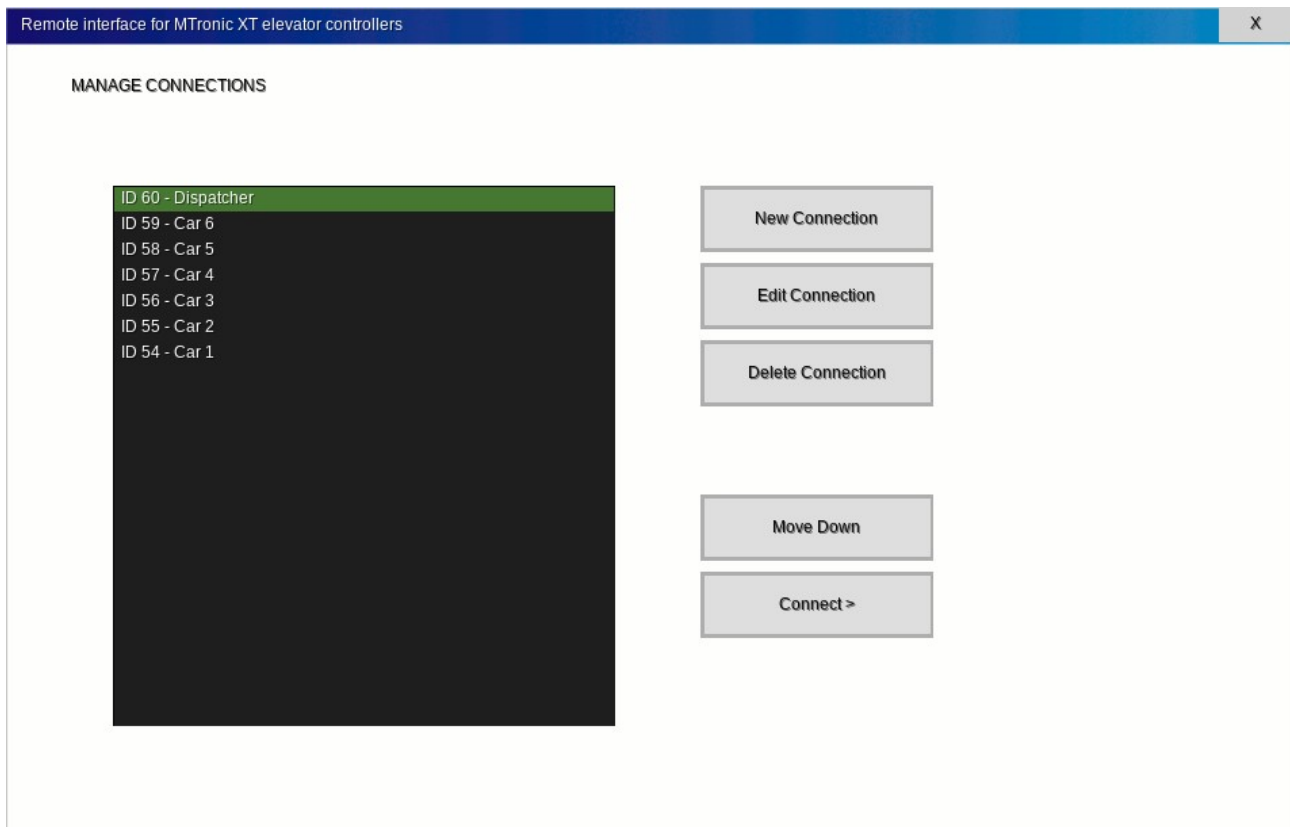 Remote interface for MTronic XT elevator controllers
X
MANAGE CONNECTIONS
ID 60 - Dispatcher
ID 59 - Car 6
ID 58 - Car 5
ID 57 - Car 4
ID 56 - Car 3
ID 55 - Car 2
ID 54 - Car 1
New Connection
Edit Connection
Delete Connection
Move Down
Connect >